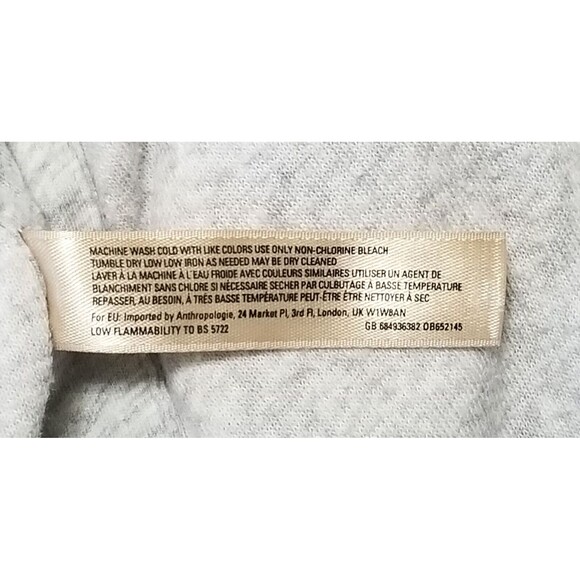 MACHINE WASH COLD WITH LIKE COLORS USE ONLY NON-CHLORINE BLEACH
TUMBLE DRY LOW LOW IRON AS NEEDED MAY BE DRY CLEANED
LAVER À LA MACHINE À L'EAU FROIDE AVEC COULEURS SIMILAIRES UTILISER UN AGENT DE
BLANCHIMENT SANS CHLORE SI NÉCESSAIRE SECHER PAR CULBUTAGE À BASSE TEMPÉRATURE
REPASSER, AU BESOIN, À TRÈS BASSE TEMPÉRATURE PEUT-ÊTRE ÊTRE NETTOYER À SEC
For EU: Imported by Anthropologie, 24 Market Pl, 3rd Fl, London, UK W1W8AN
LOW FLAMMABILITY TO BS 5722 GB 684936382 OB652145